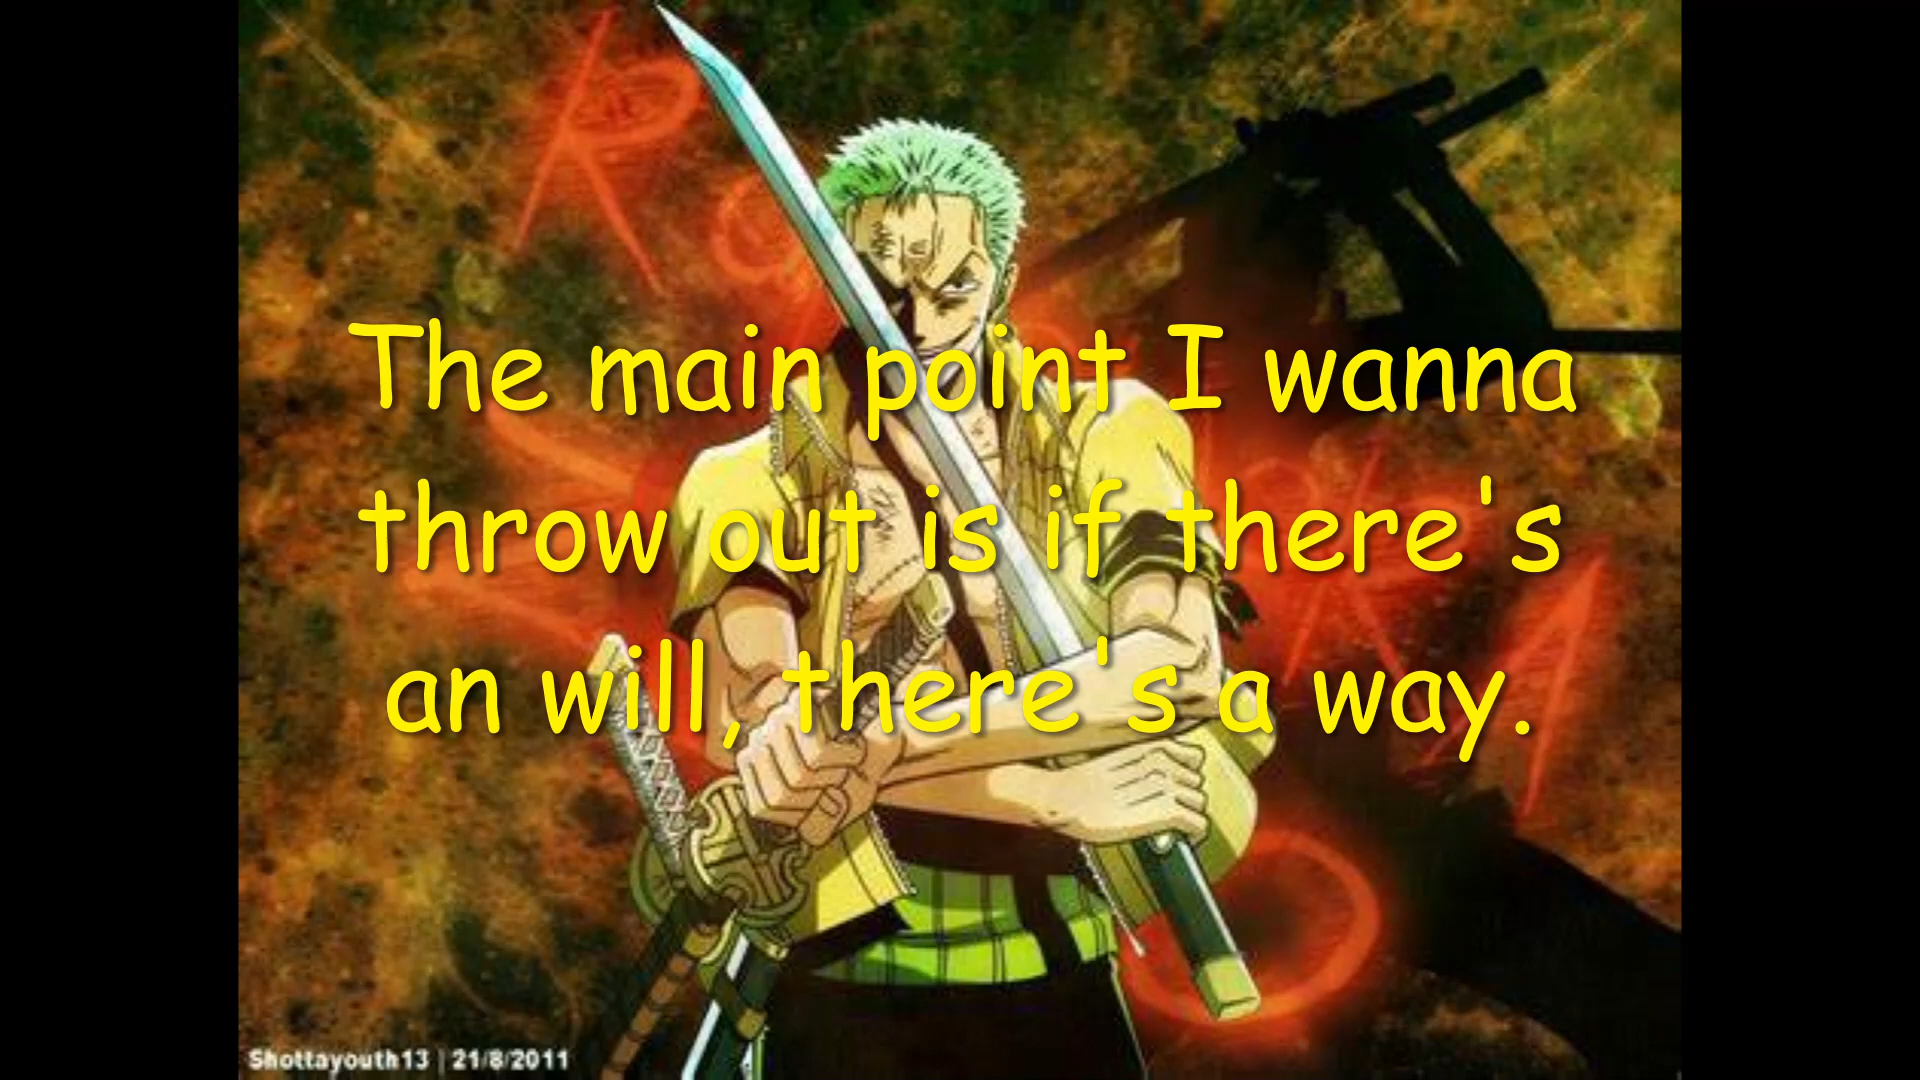 The main point I wanna
throw out is if there's
an will, there's a way.
Shottayouth13 | 21/8/2011